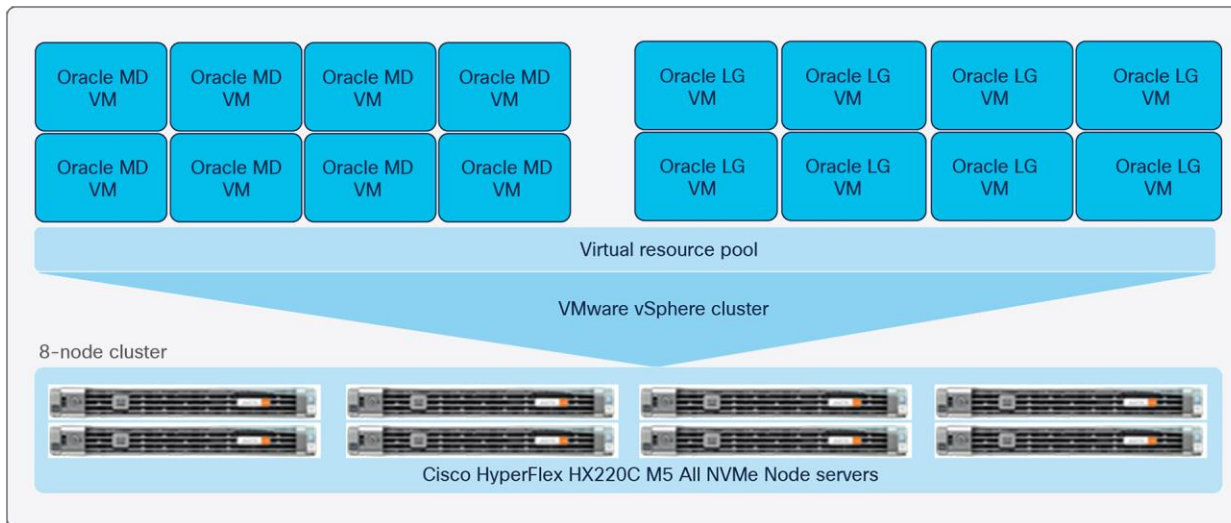 Oracle MD Oracle MD Oracle MD Oracle MD Oracle LG Oracle LG Oracle LG Oracle LG
VM VM VM VM VM VM VM VM
Oracle MD Oracle MD Oracle MD Oracle MD Oracle LG Oracle LG Oracle LG Oracle LG
VM VM VM VM VM VM VM VM
Virtual resource pool
VMware vSphere cluster
8-node cluster
Cisco HyperFlex HX220C M5 All NVMe Node servers